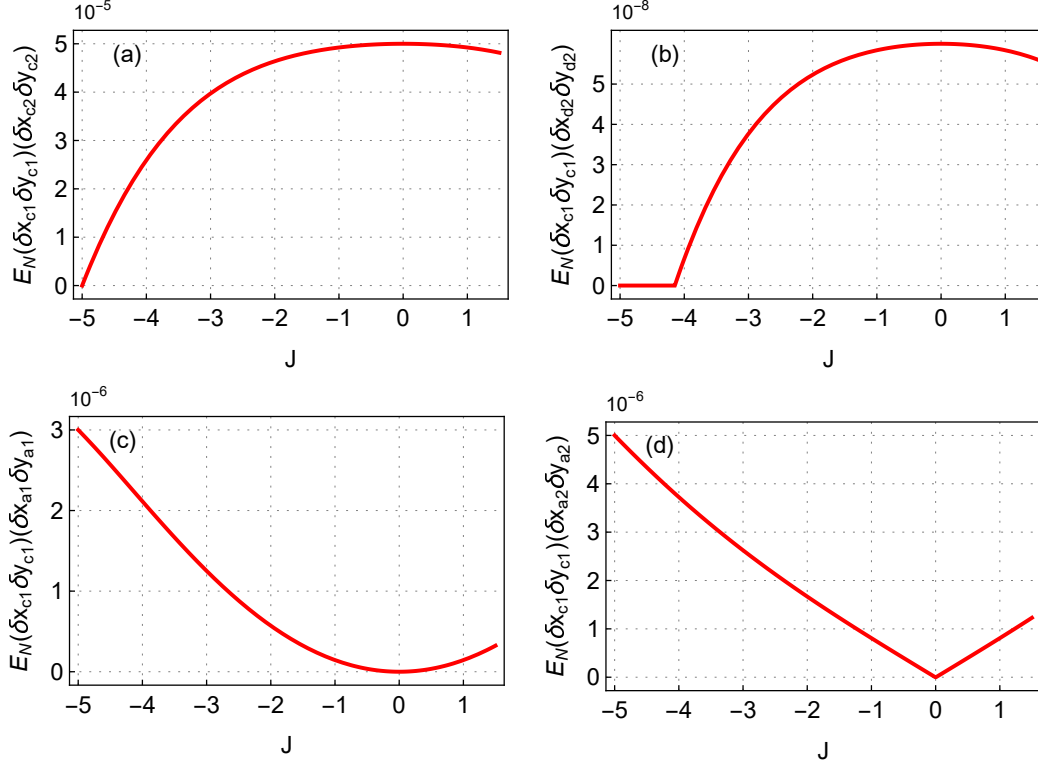 10⁻⁵
(a)
E_N(δx_c1δy_c1)(δx_c2δy_c2)
5
4
3
2
1
0
−5 −4 −3 −2 −1 0 1
J
10⁻⁸
(b)
E_N(δx_c1δy_c1)(δx_d2δy_d2)
5
4
3
2
1
0
−5 −4 −3 −2 −1 0 1
J
10⁻⁶
(c)
E_N(δx_c1δy_c1)(δx_a1δy_a1)
3
2
1
0
−5 −4 −3 −2 −1 0 1
J
10⁻⁶
(d)
E_N(δx_c1δy_c1)(δx_a2δy_a2)
5
4
3
2
1
0
−5 −4 −3 −2 −1 0 1
J